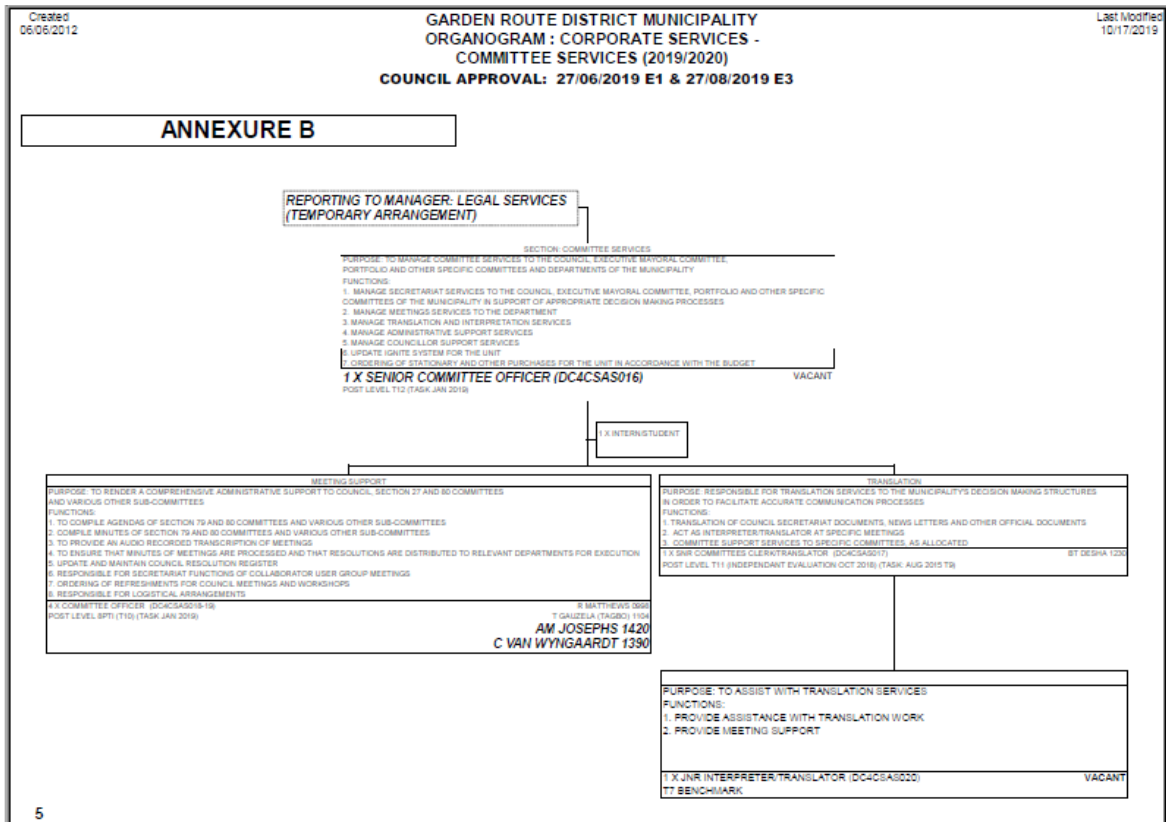 Created
06/06/2012
GARDEN ROUTE DISTRICT MUNICIPALITY
ORGANOGRAM : CORPORATE SERVICES -
COMMITTEE SERVICES (2019/2020)
COUNCIL APPROVAL: 27/06/2019 E1 & 27/08/2019 E3
Last Modified
10/17/2019
ANNEXURE B
REPORTING TO MANAGER: LEGAL SERVICES
(TEMPORARY ARRANGEMENT)
SECTION: COMMITTEE SERVICES
PURPOSE: TO MANAGE COMMITTEE SERVICES TO THE COUNCIL, EXECUTIVE MAYORAL COMMITTEE,
PORTFOLIO AND OTHER SPECIFIC COMMITTEES AND DEPARTMENTS OF THE MUNICIPALITY
FUNCTIONS:
1. MANAGE SECRETARIAT SERVICES TO THE COUNCIL, EXECUTIVE MAYORAL COMMITTEE, PORTFOLIO AND OTHER SPECIFIC
COMMITTEES OF THE MUNICIPALITY IN SUPPORT OF APPROPRIATE DECISION MAKING PROCESSES
2. MANAGE MEETINGS SERVICES TO THE DEPARTMENT
3. MANAGE TRANSLATION AND INTERPRETATION SERVICES
4. MANAGE ADMINISTRATIVE SUPPORT SERVICES
5. MANAGE COUNCILLOR SUPPORT SERVICES
6. UPDATE IGNITE SYSTEM FOR THE UNIT
7. ORDERING OF STATIONARY AND OTHER PURCHASES FOR THE UNIT IN ACCORDANCE WITH THE BUDGET
1 X SENIOR COMMITTEE OFFICER (DC4CSAS016) VACANT
POST LEVEL T12 (TASK JAN 2019)
1 X INTERN/STUDENT
MEETING SUPPORT
PURPOSE: TO RENDER A COMPREHENSIVE ADMINISTRATIVE SUPPORT TO COUNCIL, SECTION 27 AND 80 COMMITTEES
AND VARIOUS OTHER SUB-COMMITTEES
FUNCTIONS:
1. TO COMPILE AGENDAS OF SECTION 79 AND 80 COMMITTEES AND VARIOUS OTHER SUB-COMMITTEES
2. COMPILE MINUTES OF SECTION 79 AND 80 COMMITTEES AND VARIOUS OTHER SUB-COMMITTEES
3. TO PROVIDE AN AUDIO RECORDED TRANSCRIPTION OF MEETINGS
4. TO ENSURE THAT MINUTES OF MEETINGS ARE PROCESSED AND THAT RESOLUTIONS ARE DISTRIBUTED TO RELEVANT DEPARTMENTS FOR EXECUTION
5. UPDATE AND MAINTAIN COUNCIL RESOLUTION REGISTER
6. RESPONSIBLE FOR SECRETARIAT FUNCTIONS OF COLLABORATOR USER GROUP MEETINGS
7. ORDERING OF REFRESHMENTS FOR COUNCIL MEETINGS AND WORKSHOPS
8. RESPONSIBLE FOR LOGISTICAL ARRANGEMENTS
4 X COMMITTEE OFFICER (DC4CSAS018-19) R MATTHEWS 0998
POST LEVEL 8PTI (T10) (TASK JAN 2019) T GAUZELA (TAGBO) 1104
AM JOSEPHS 1420
C VAN WYNGAARDT 1390
TRANSLATION
PURPOSE: RESPONSIBLE FOR TRANSLATION SERVICES TO THE MUNICIPALITY'S DECISION MAKING STRUCTURES
IN ORDER TO FACILITATE ACCURATE COMMUNICATION PROCESSES
FUNCTIONS:
1. TRANSLATION OF COUNCIL SECRETARIAT DOCUMENTS, NEWS LETTERS AND OTHER OFFICIAL DOCUMENTS
2. ACT AS INTERPRETER/TRANSLATOR AT SPECIFIC MEETINGS
3. COMMITTEE SUPPORT SERVICES TO SPECIFIC COMMITTEES, AS ALLOCATED
1 X SNR COMMITTEES CLERK/TRANSLATOR (DC4CSAS017) BT DESHA 1230
POST LEVEL T11 (INDEPENDANT EVALUATION OCT 2018) (TASK: AUG 2015 T9)
PURPOSE: TO ASSIST WITH TRANSLATION SERVICES
FUNCTIONS:
1. PROVIDE ASSISTANCE WITH TRANSLATION WORK
2. PROVIDE MEETING SUPPORT
1 X JNR INTERPRETER/TRANSLATOR (DC4CSAS020) VACANT
T7 BENCHMARK
5